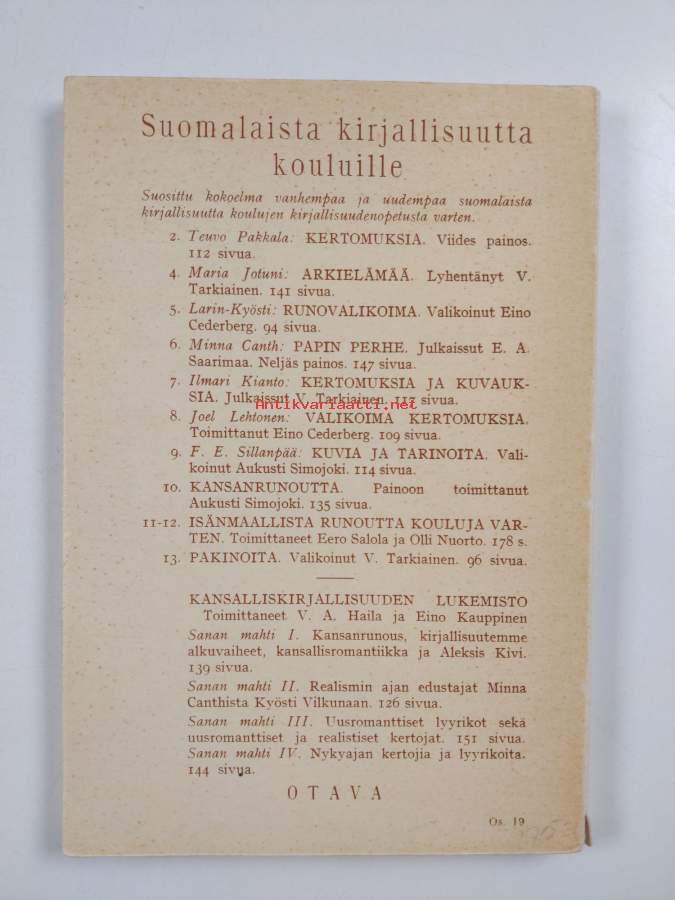 Suomalaista kirjallisuutta
kouluille
Suosittu kokoelma vanhempaa ja uudempaa suomalaista
kirjallisuutta koulujen kirjallisuudenopetusta varten.
2. Teuvo Pakkala: KERTOMUKSIA. Viides painos.
112 sivua.
4. Maria Jotuni: ARKIELÄMÄÄ. Lyhentänyt V.
Tarkiainen. 141 sivua.
5. Larin-Kyösti: RUNOVALIKOIMA. Valikoinut Eino
Cederberg. 94 sivua.
6. Minna Canth: PAPIN PERHE. Julkaissut E. A.
Saarimaa. Neljäs painos. 147 sivua.
7. Ilmari Kianto: KERTOMUKSIA JA KUVAUK-
SIA. Julkaissut V. Tarkiainen. 117 sivua.
Antikvariaatti.net
8. Joel Lehtonen: VALIKOIMA KERTOMUKSIA.
Toimittanut Eino Cederberg. 109 sivua.
9. F. E. Sillanpää: KUVIA JA TARINOITA. Vali-
koinut Aukusti Simojoki. 114 sivua.
10. KANSANRUNOUTTA. Painoon toimittanut
Aukusti Simojoki. 135 sivua.
11-12. ISÄNMAALLISTA RUNOUTTA KOULUJA VAR-
TEN. Toimittaneet Eero Salola ja Olli Nuorto. 178 s.
13. PAKINOITA. Valikoinut V. Tarkiainen. 96 sivua.
KANSALLISKIRJALLISUUDEN LUKEMISTO
Toimittaneet V. A. Haila ja Eino Kauppinen
Sanan mahti I. Kansanrunous, kirjallisuutemme
alkuvaiheet, kansallisromantiikka ja Aleksis Kivi.
139 sivua.
Sanan mahti II. Realismin ajan edustajat Minna
Canthista Kyösti Vilkunaan. 126 sivua.
Sanan mahti III. Uusromanttiset lyyrikot sekä
uusromanttiset ja realistiset kertojat. 151 sivua.
Sanan mahti IV. Nykyajan kertojia ja lyyrikoita.
144 sivua.
OTAVA
Os. 19